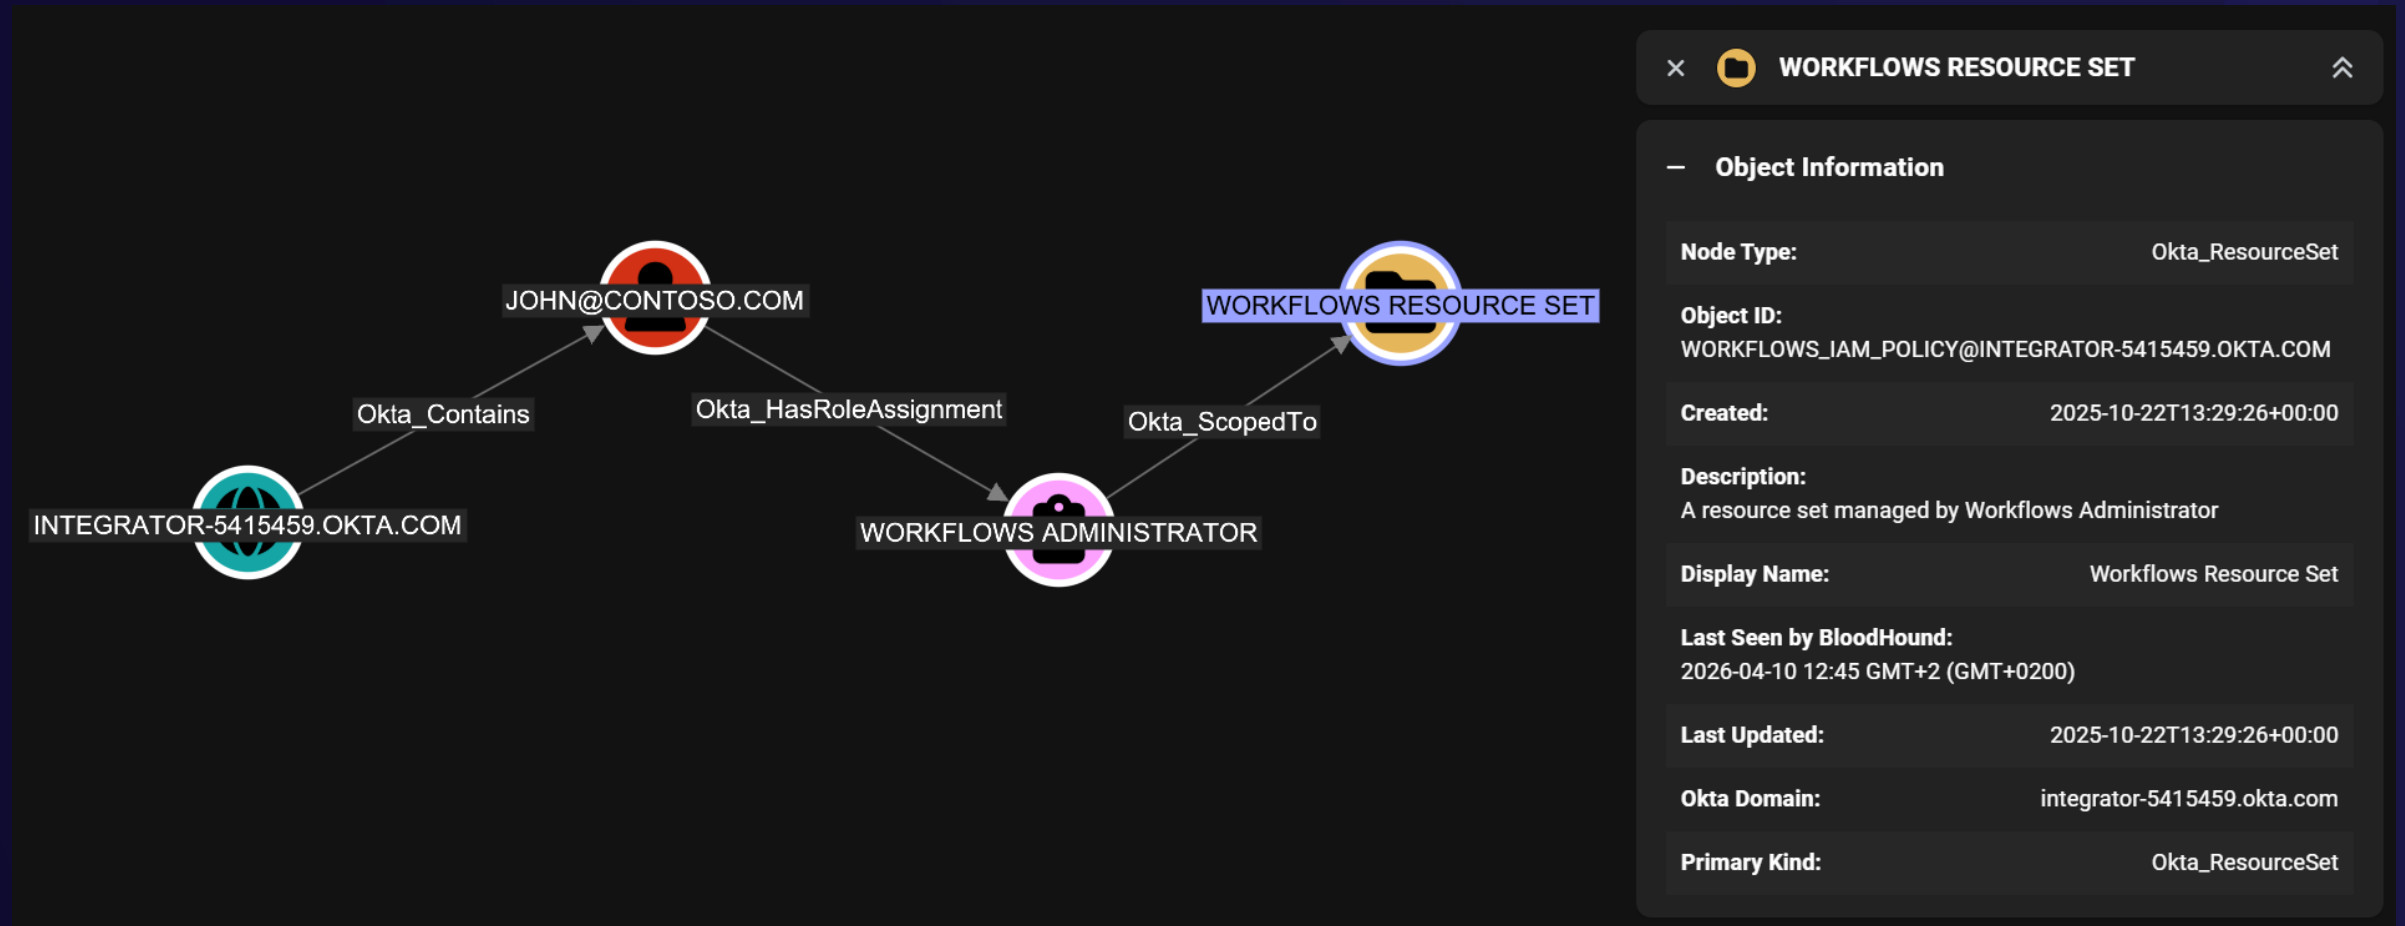 JOHN@CONTOSO.COM
WORKFLOWS RESOURCE SET
Okta_Contains
Okta_HasRoleAssignment
Okta_ScopedTo
INTEGRATOR-5415459.OKTA.COM
WORKFLOWS ADMINISTRATOR
WORKFLOWS RESOURCE SET
Object Information
Node Type: Okta_ResourceSet
Object ID:
WORKFLOWS_IAM_POLICY@INTEGRATOR-5415459.OKTA.COM
Created: 2025-10-22T13:29:26+00:00
Description:
A resource set managed by Workflows Administrator
Display Name: Workflows Resource Set
Last Seen by BloodHound:
2026-04-10 12:45 GMT+2 (GMT+0200)
Last Updated: 2025-10-22T13:29:26+00:00
Okta Domain: integrator-5415459.okta.com
Primary Kind: Okta_ResourceSet